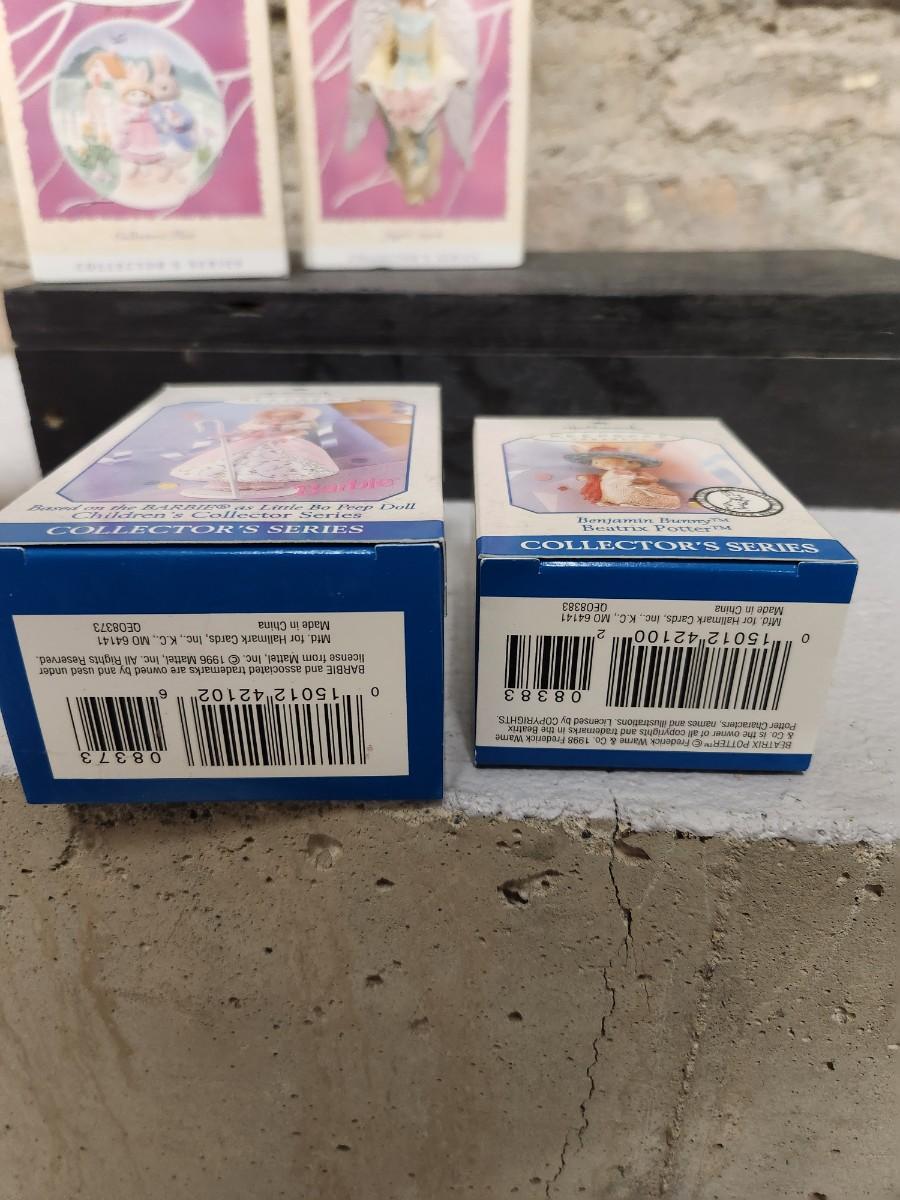 COLLECTOR'S SERIES
COLLECTOR'S SERIES
Barbie
Based on the BARBIE® as Little Bo Peep Doll
Children's Collector Series
COLLECTOR'S SERIES
BARBIE and associated trademarks are owned by and used under
license from Mattel, Inc. © 1996 Mattel, Inc. All Rights Reserved.
Mfd. for Hallmark Cards, Inc., K.C., MO 64141
Made in China QE08373
0 15012 42102 6
08373
Benjamin Bunny™
Beatrix Potter™
COLLECTOR'S SERIES
BEATRIX POTTER™ © Frederick Warne & Co. 1998 Frederick Warne
& Co. is the owner of all copyrights and trademarks in the Beatrix
Potter Characters, names and illustrations. Licensed by COPYRIGHTS.
0 15012 42100 2
08383
Mfd. for Hallmark Cards, Inc., K.C., MO 64141
Made in China QE08383